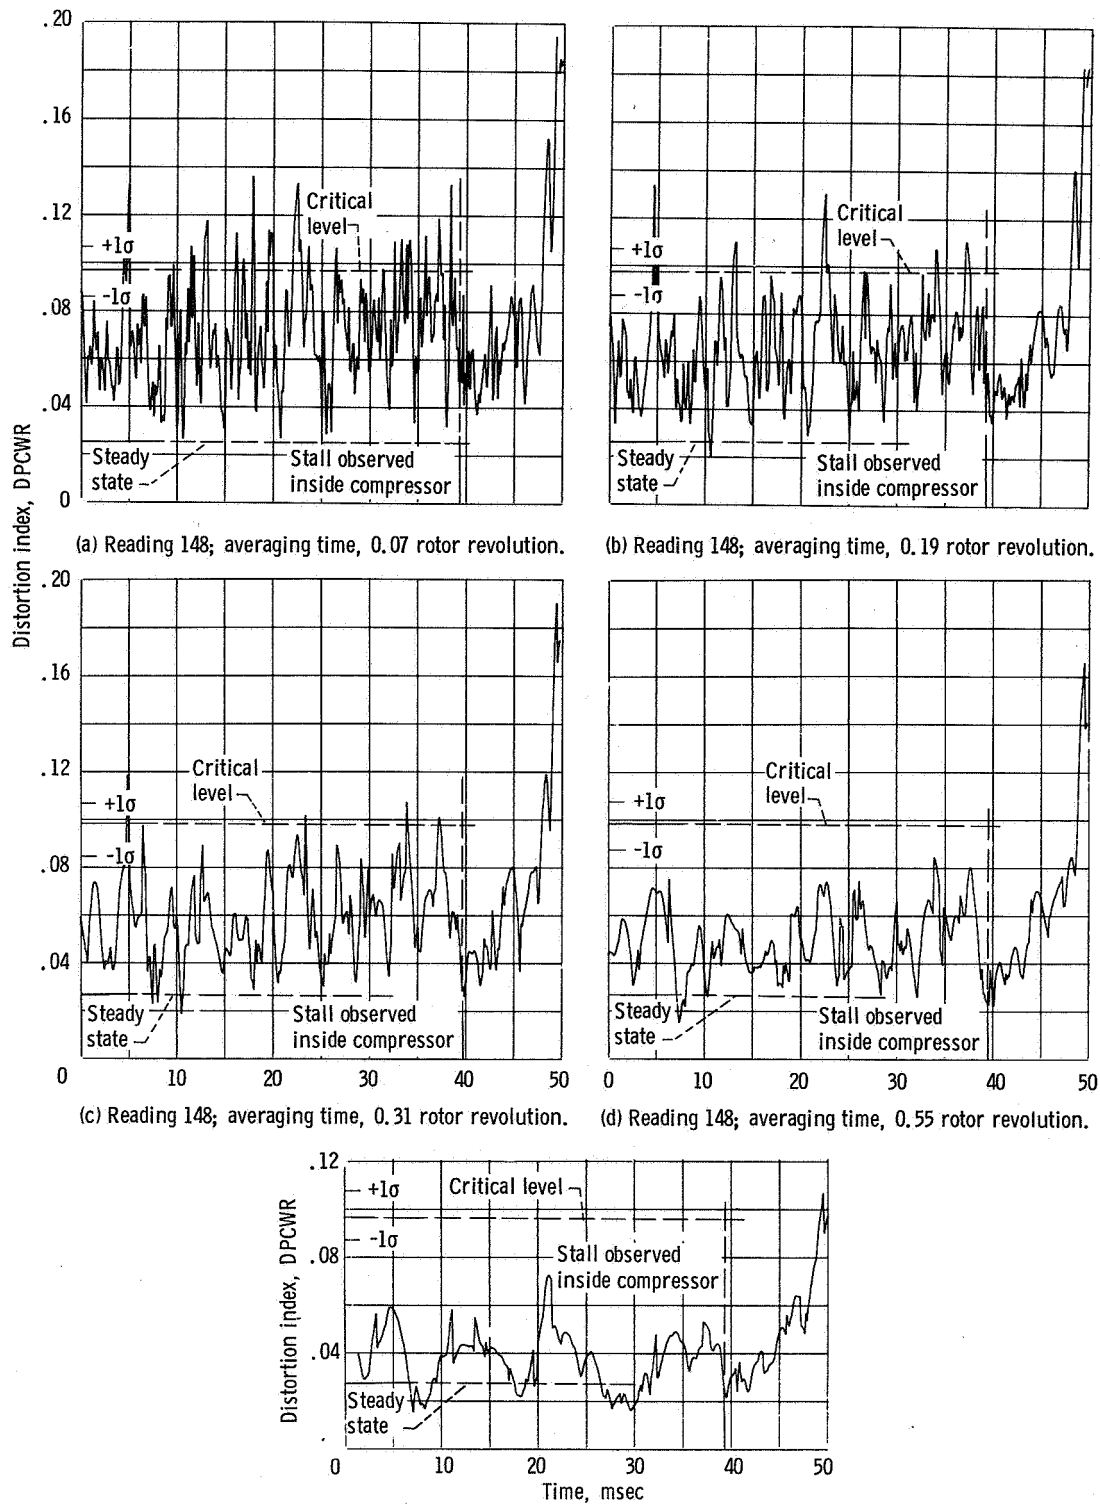 .20
.16
.12
.08
.04
0
Distortion index, DPCWR
+1σ
-1σ
Critical
level
Steady
state
Stall observed
inside compressor
+1σ
-1σ
Critical
level
Steady
state
Stall observed
inside compressor
(a) Reading 148; averaging time, 0.07 rotor revolution.
(b) Reading 148; averaging time, 0.19 rotor revolution.
.20
.16
.12
.08
.04
0
+1σ
-1σ
Critical
level
Steady
state
Stall observed
inside compressor
10 20 30 40 50
+1σ
-1σ
Critical
level
Steady
state
Stall observed
inside compressor
0 10 20 30 40 50
(c) Reading 148; averaging time, 0.31 rotor revolution.
(d) Reading 148; averaging time, 0.55 rotor revolution.
.12
.08
.04
Distortion index, DPCWR
+1σ
-1σ
Critical level
Stall observed
inside compressor
Steady
state
0 10 20 30 40 50
Time, msec